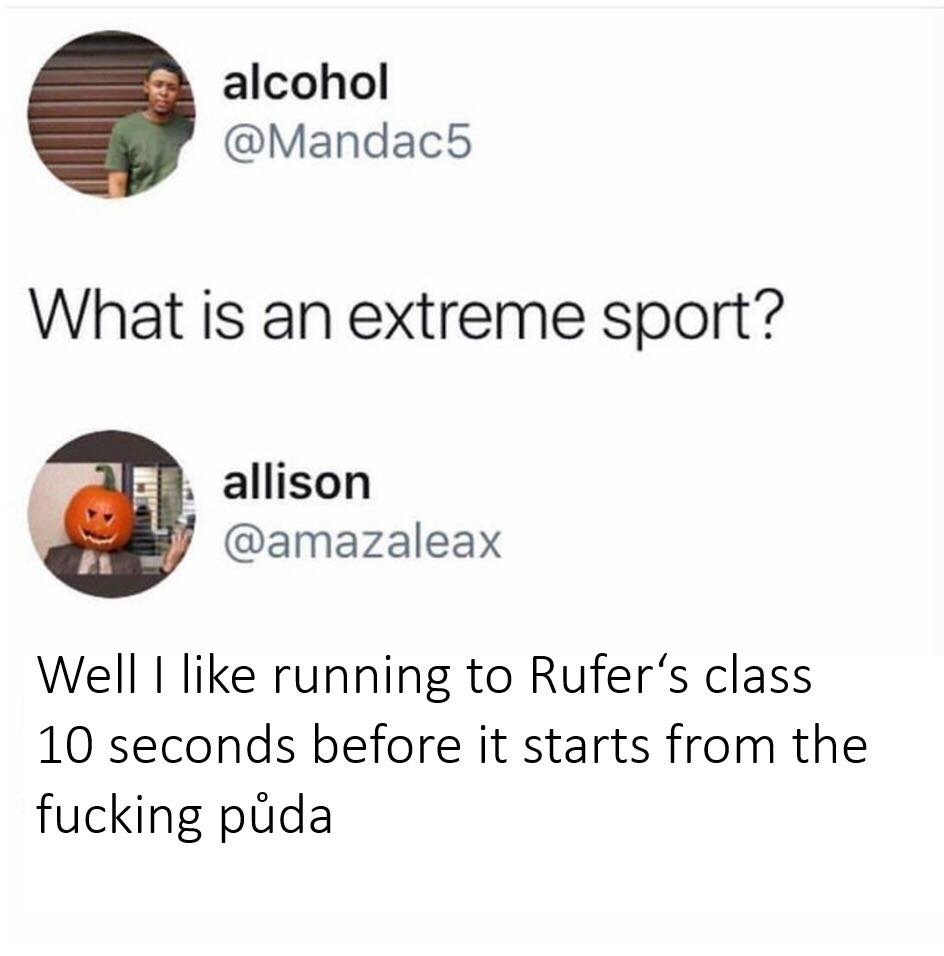 alcohol
@Mandac5
What is an extreme sport?
allison
@amazaleax
Well I like running to Rufer‘s class
10 seconds before it starts from the
fucking půda